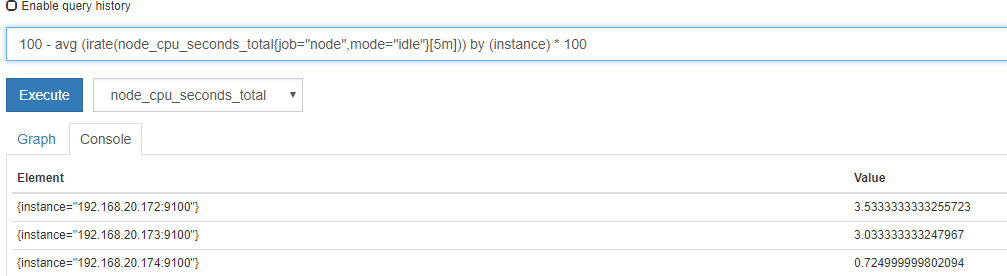 Enable query history
100 - avg (irate(node_cpu_seconds_total{job="node",mode="idle"}[5m])) by (instance) * 100
Execute node_cpu_seconds_total
Graph Console
Element Value
{instance="192.168.20.172:9100"} 3.5333333333255723
{instance="192.168.20.173:9100"} 3.033333333247967
{instance="192.168.20.174:9100"} 0.724999999802094